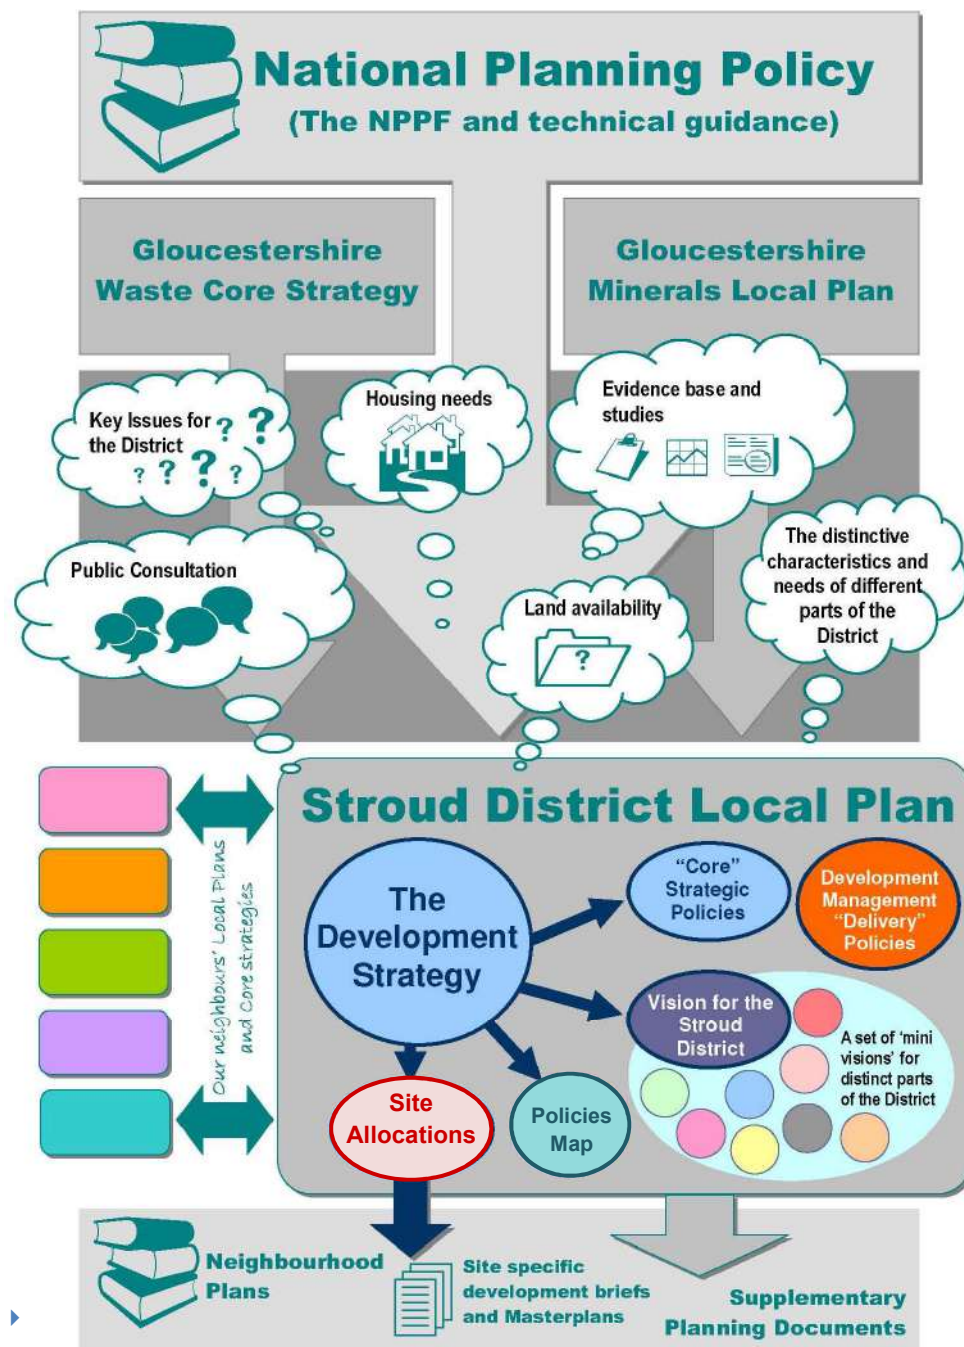 National Planning Policy
(The NPPF and technical guidance)
Gloucestershire
Waste Core Strategy
Gloucestershire
Minerals Local Plan
Key Issues for
the District
? ?
? ? ? ?
Housing needs
Evidence base and
studies
Public Consultation
Land availability
?
The distinctive
characteristics and
needs of different
parts of the
District
Our neighbours' Local Plans
and Core strategies
Stroud District Local Plan
The
Development
Strategy
“Core”
Strategic
Policies
Development
Management
“Delivery”
Policies
Vision for the
Stroud
District
A set of ‘mini
visions’ for
distinct parts
of the District
Site
Allocations
Policies
Map
Neighbourhood
Plans
Site specific
development briefs
and Masterplans
Supplementary
Planning Documents